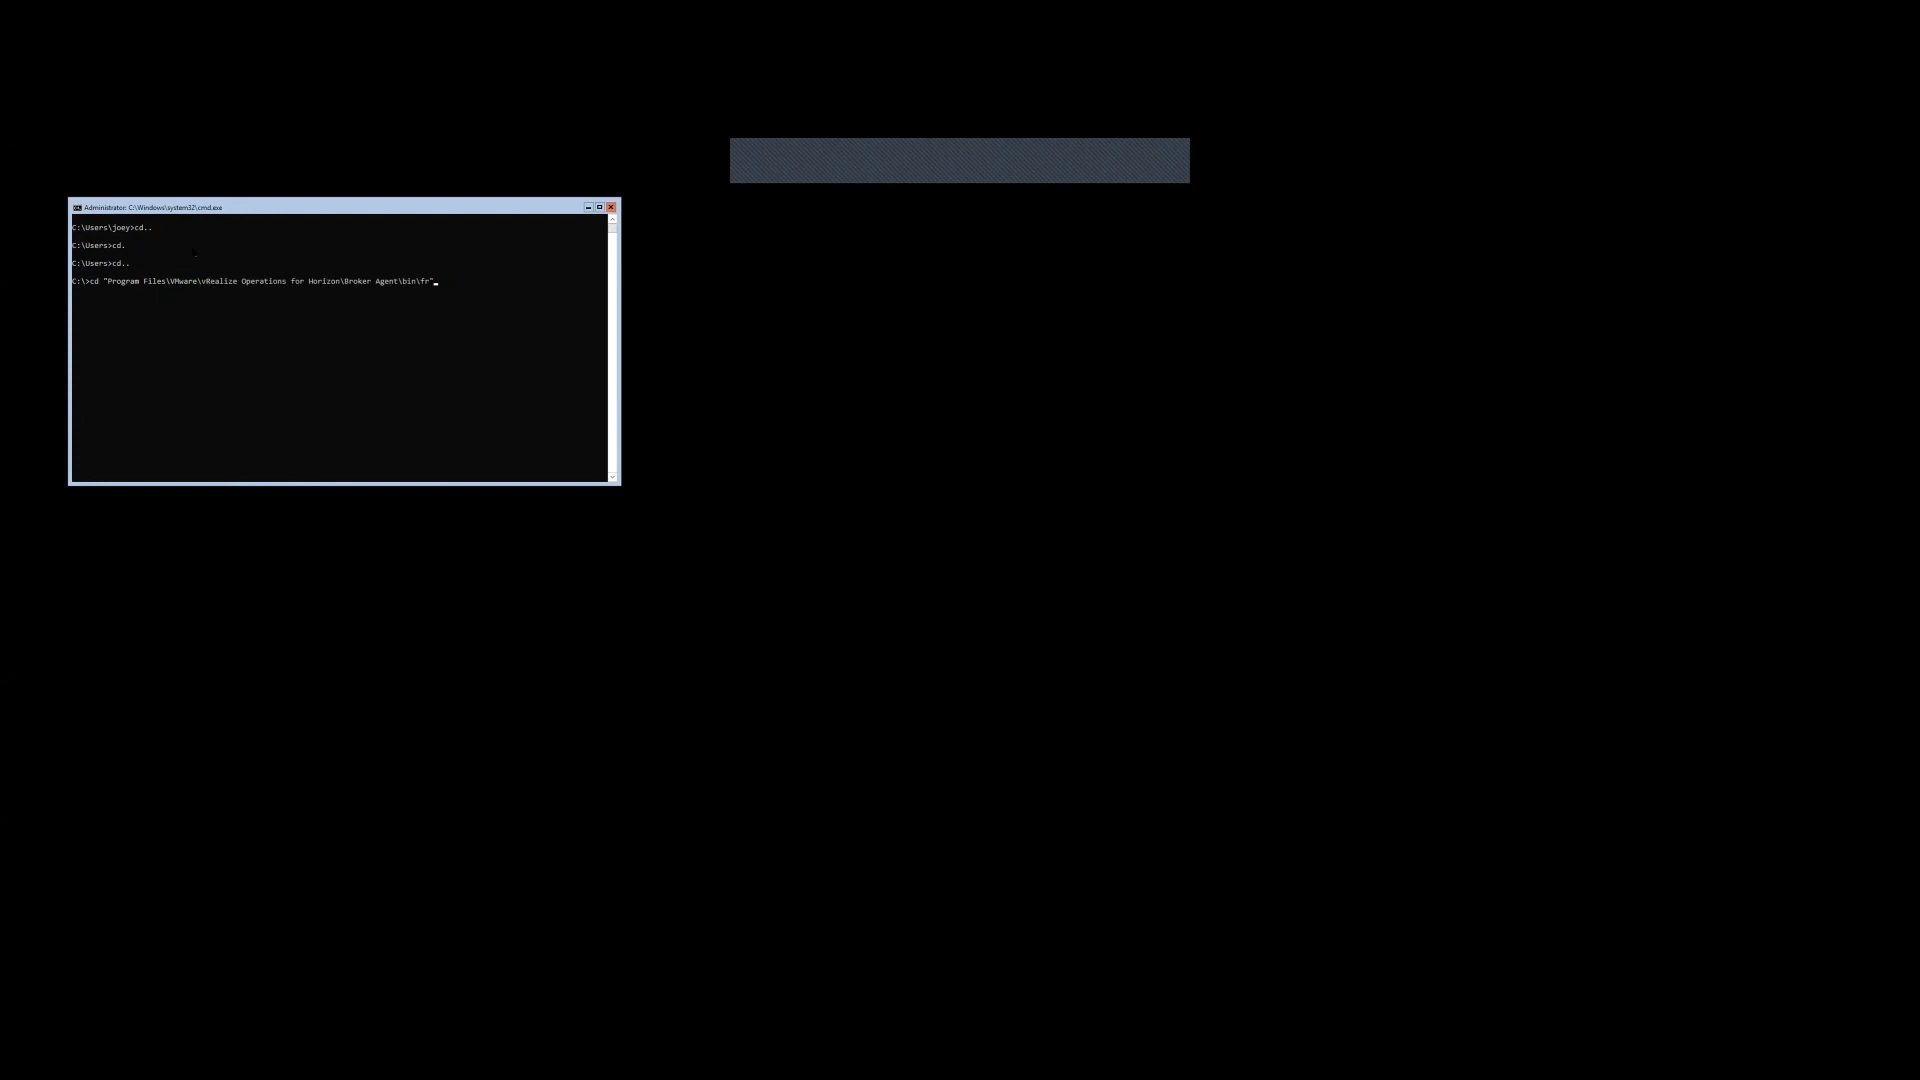 Administrator: C:\Windows\system32\cmd.exe
C:\Users\joey>cd..
C:\Users>cd.
C:\Users>cd..
C:\>cd "Program Files\VMware\vRealize Operations for Horizon\Broker Agent\bin\fr"